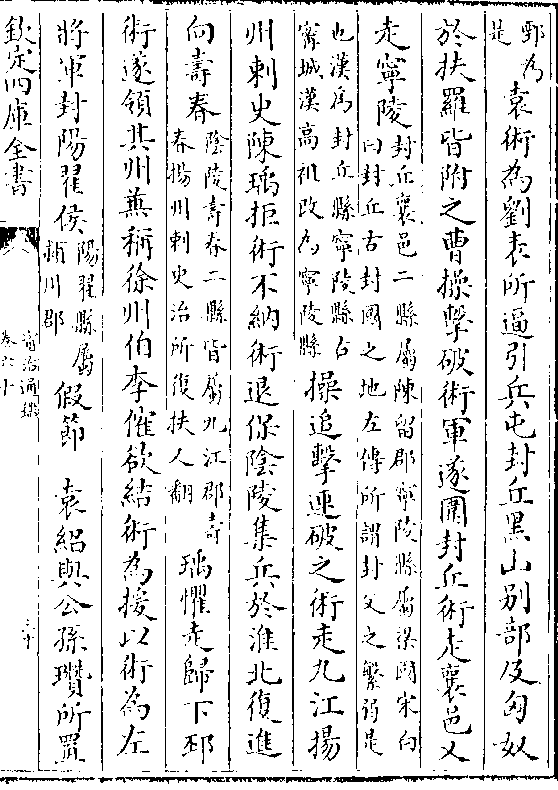 鄄為
是
袁術為劉表所逼引兵屯封丘黑山别部及匈奴
於扶羅皆附之曹操擊破術軍遂圍封丘術走襄邑又
走寧陵
封丘襄邑二縣屬陳留郡寧陵縣屬梁國宋白
曰封丘古封國之地左傳所謂封父之繁弱是
也漢為封丘縣寧陵縣古
甯城漢高祖改為寧陵縣
操追擊連破之術走九江揚
州刺史陳瑀拒術不納術退保陰陵集兵於淮北復進
向壽春
陰陵壽春二縣皆屬九江郡壽
春揚州刺史治所復扶人翻
瑀懼走歸下邳
術遂領其州兼稱徐州伯李傕欲結術為援以術為左
將軍封陽翟侯
陽翟縣屬
潁川郡
假節 袁紹與公孫瓚所置
欽定四庫全書
資治通鑑
卷六十
三十